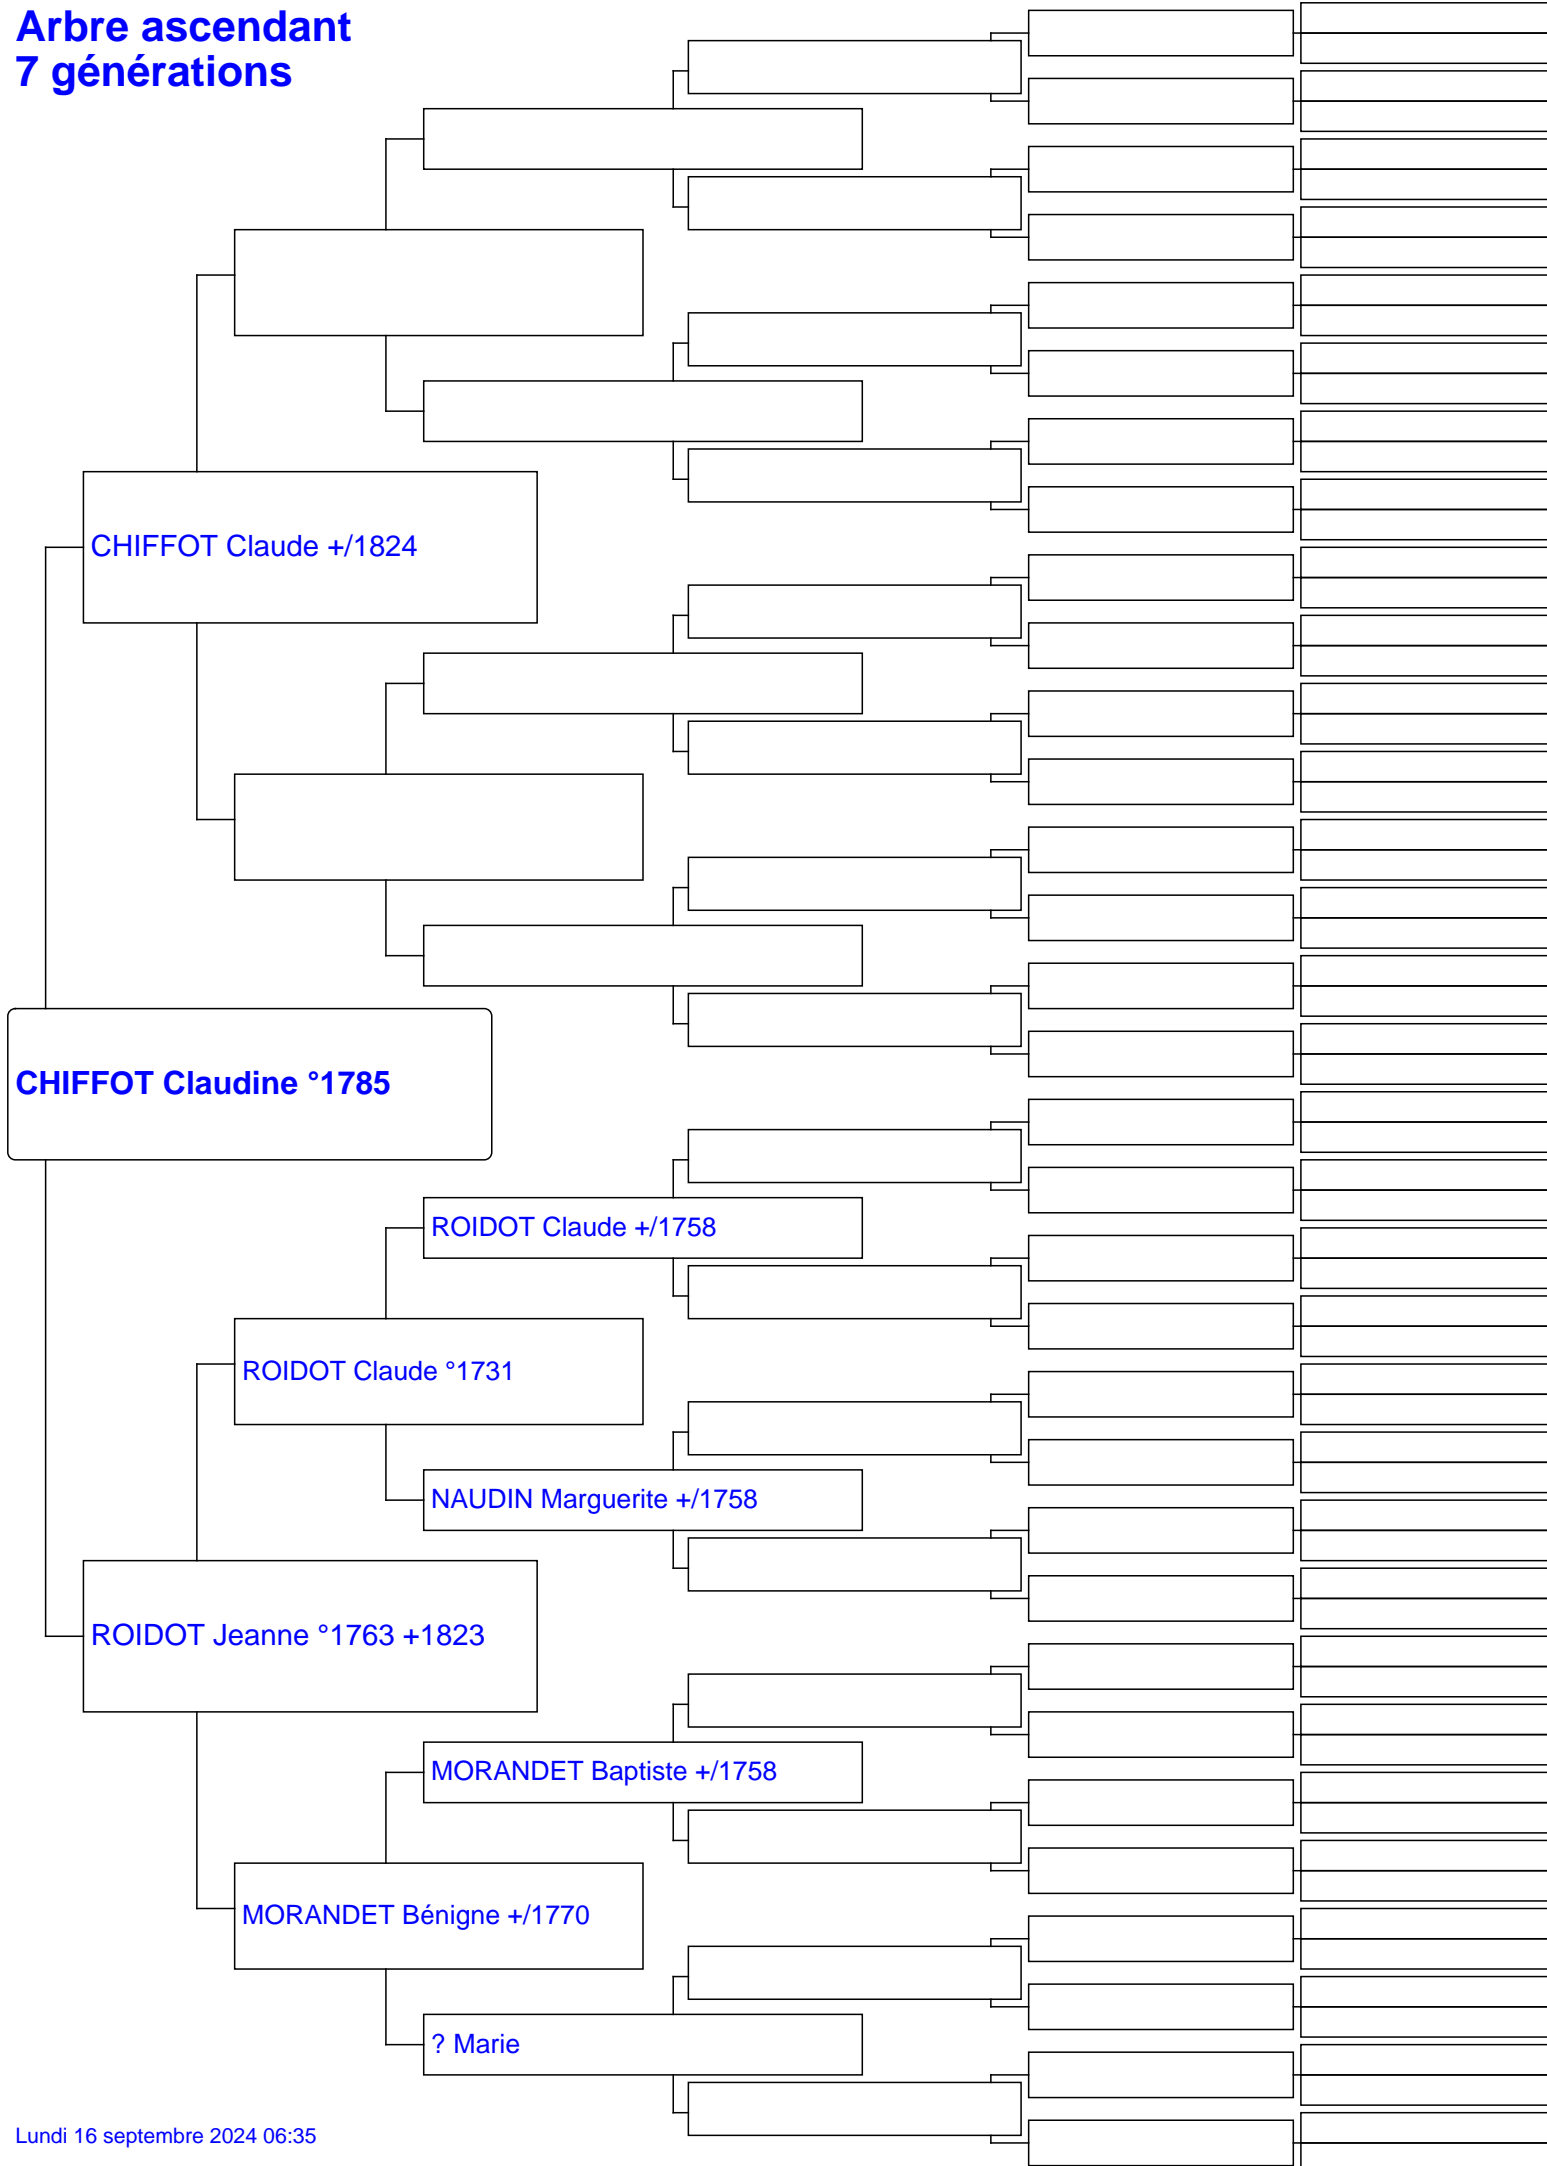 Arbre ascendant
7 générations
CHIFFOT Claude +/1824
CHIFFOT Claudine °1785
ROIDOT Claude +/1758
ROIDOT Claude °1731
NAUDIN Marguerite +/1758
ROIDOT Jeanne °1763 +1823
MORANDET Baptiste +/1758
MORANDET Bénigne +/1770
? Marie
Lundi 16 septembre 2024 06:35